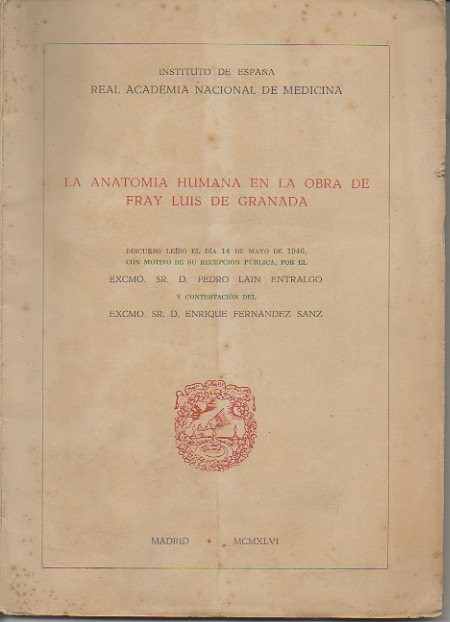 INSTITUTO DE ESPAÑA
REAL ACADEMIA NACIONAL DE MEDICINA
LA ANATOMIA HUMANA EN LA OBRA DE
FRAY LUIS DE GRANADA
DISCURSO LEÍDO EL DÍA 14 DE MAYO DE 1946,
CON MOTIVO DE SU RECEPCIÓN PÚBLICA, POR EL
EXCMO. SR. D. PEDRO LAIN ENTRALGO
Y CONTESTACIÓN DEL
EXCMO. SR. D. ENRIQUE FERNANDEZ SANZ
MADRID • MCMXLVI